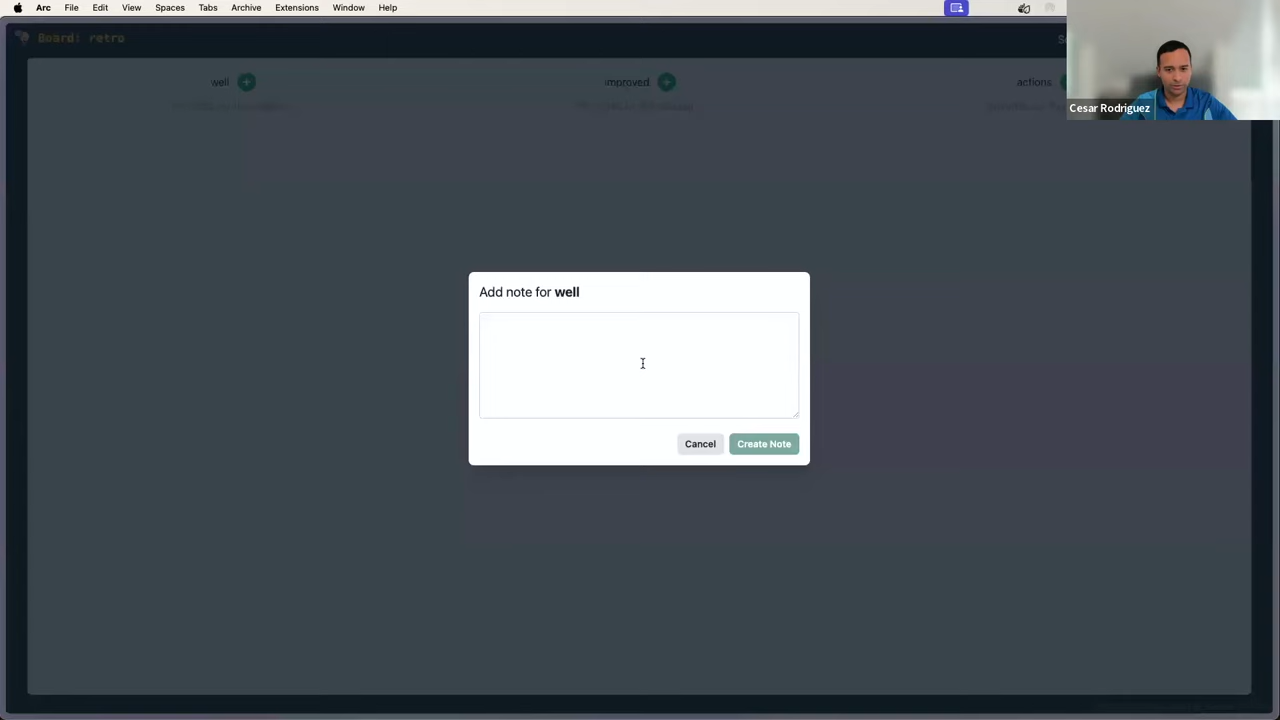 Arc File Edit View Spaces Tabs Archive Extensions Window Help
Board: retro
well + improved + actions
Cesar Rodriguez
Add note for well
Cancel Create Note